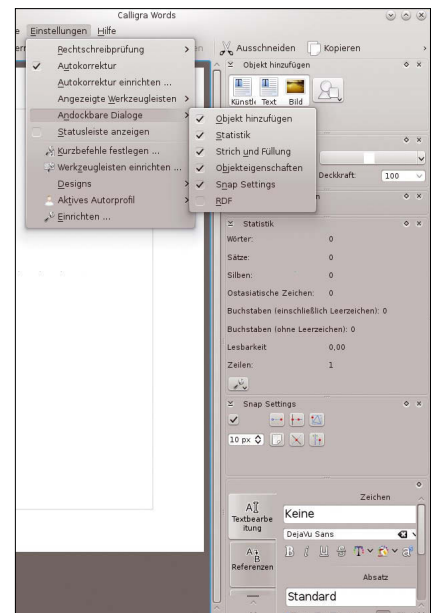 Calligra Words
Einstellungen Hilfe
Ausschneiden Kopieren
Rechtschreibprüfung
Autokorrektur
Autokorrektur einrichten ...
Angezeigte Werkzeugleisten
Andockbare Dialoge
Statusleiste anzeigen
Kurzbefehle festlegen ...
Werkzeugleisten einrichten ...
Designs
Aktives Autorprofil
Einrichten ...
Objekt hinzufügen
Statistik
Strich und Füllung
Objekteigenschaften
Snap Settings
RDF
Objekt hinzufügen
Künstle Text Bild
Deckkraft: 100
Statistik
Wörter: 0
Sätze: 0
Silben: 0
Ostasiatische Zeichen: 0
Buchstaben (einschließlich Leerzeichen): 0
Buchstaben (ohne Leerzeichen): 0
Lesbarkeit 0,00
Zeilen: 1
Snap Settings
10 px
Zeichen
Textbearbe
itung
Keine
DejaVu Sans
Referenzen
Absatz
Standard